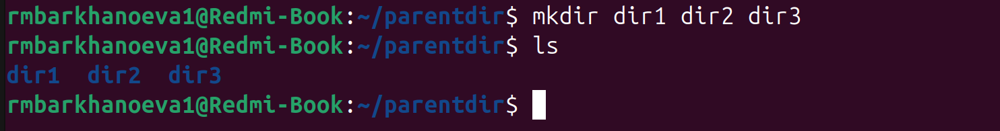 rmbarkhanoeva1@Redmi-Book:~/parentdir$ mkdir dir1 dir2 dir3
rmbarkhanoeva1@Redmi-Book:~/parentdir$ ls
dir1  dir2  dir3
rmbarkhanoeva1@Redmi-Book:~/parentdir$